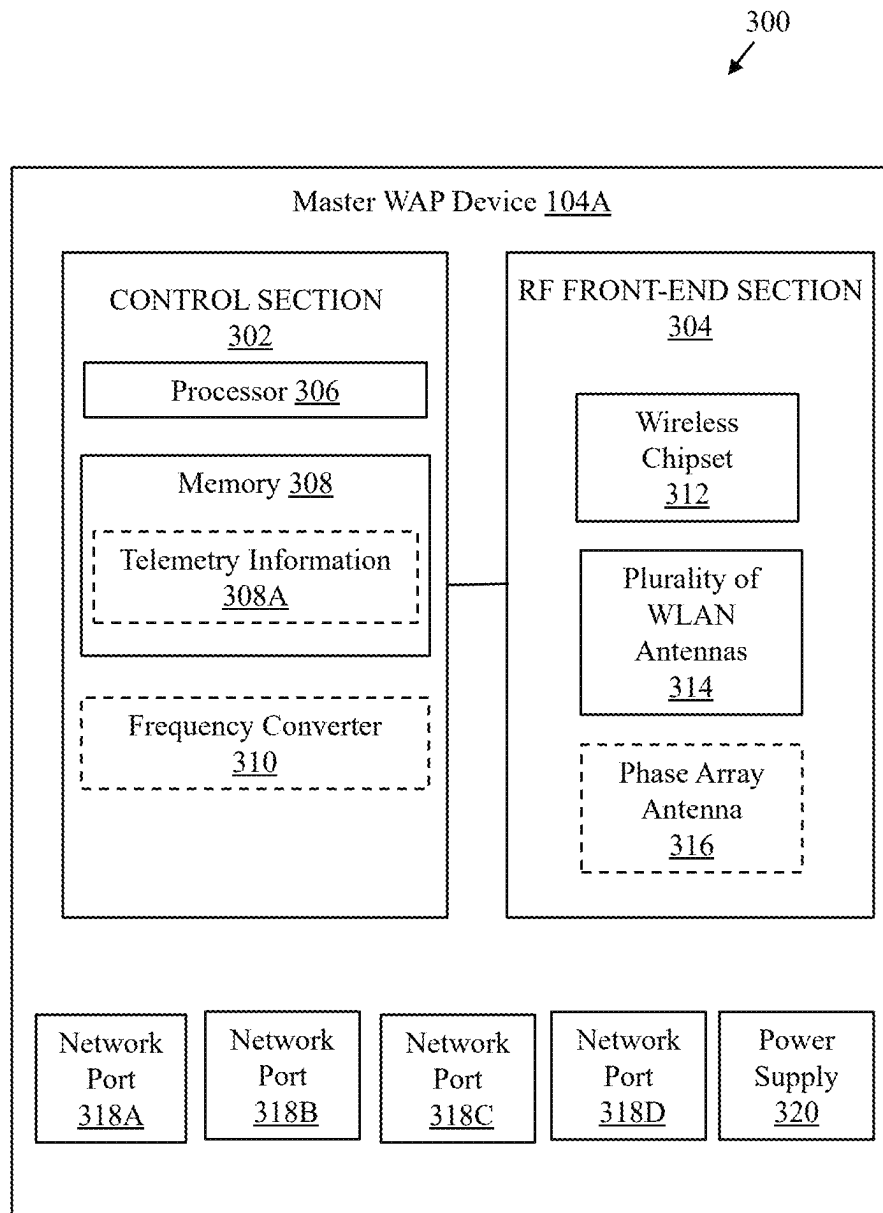 300
Master WAP Device 104A
CONTROL SECTION
302
Processor 306
Memory 308
Telemetry Information
308A
Frequency Converter
310
RF FRONT-END SECTION
304
Wireless
Chipset
312
Plurality of
WLAN
Antennas
314
Phase Array
Antenna
316
Network
Port
318A
Network
Port
318B
Network
Port
318C
Network
Port
318D
Power
Supply
320